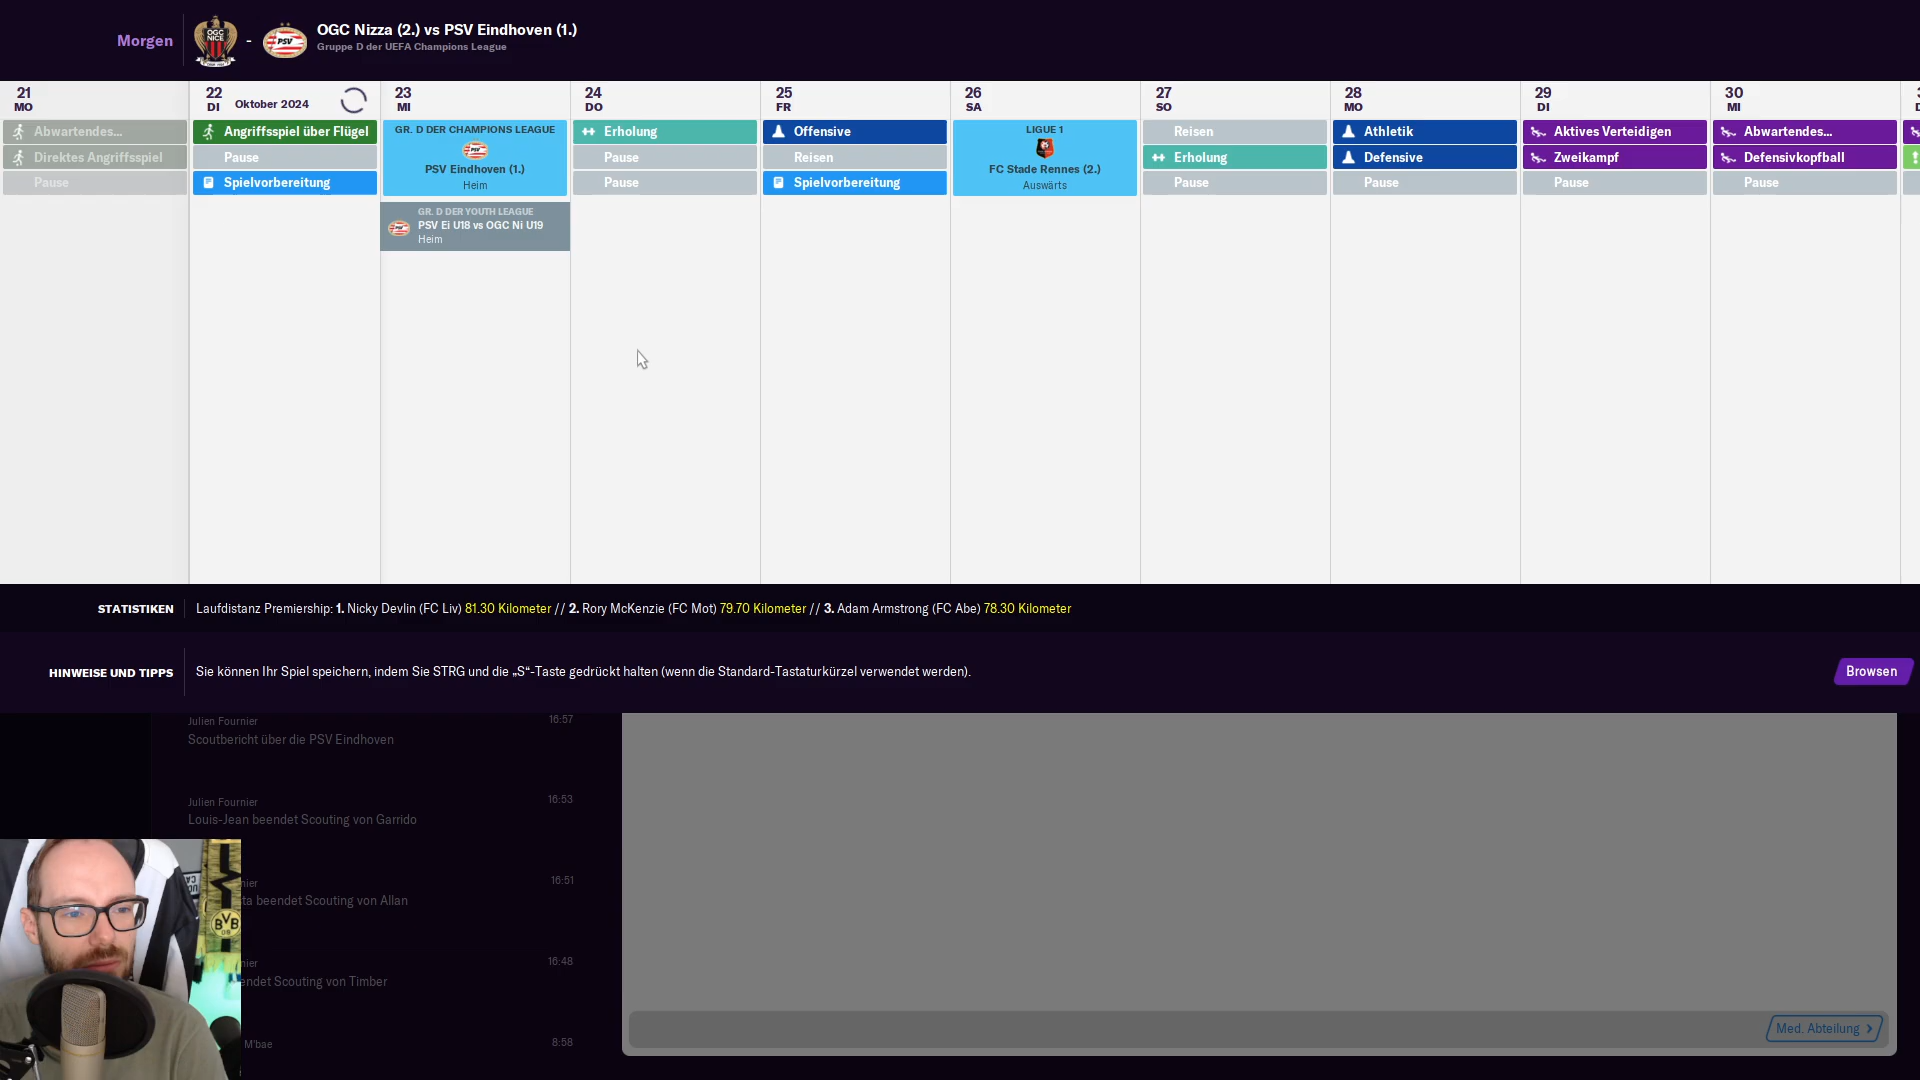 Morgen
OGC Nizza (2.) vs PSV Eindhoven (1.)
Gruppe D der UEFA Champions League
21
MO
22
DI
Oktober 2024
23
MI
24
DO
25
FR
26
SA
27
SO
28
MO
29
DI
30
MI
Abwartendes...
Direktes Angriffsspiel
Pause
Angriffsspiel über Flügel
Pause
Spielvorbereitung
GR. D DER CHAMPIONS LEAGUE
PSV
PSV Eindhoven (1.)
Heim
GR. D DER YOUTH LEAGUE
PSV Ei U18 vs OGC Ni U19
Heim
Erholung
Pause
Pause
Offensive
Reisen
Spielvorbereitung
LIGUE 1
FC Stade Rennes (2.)
Auswärts
Reisen
Erholung
Pause
Athletik
Defensive
Pause
Aktives Verteidigen
Zweikampf
Pause
Abwartendes...
Defensivkopfball
Pause
STATISTIKEN
Laufdistanz Premiership: 1. Nicky Devlin (FC Liv) 81.30 Kilometer // 2. Rory McKenzie (FC Mot) 79.70 Kilometer // 3. Adam Armstrong (FC Abe) 78.30 Kilometer
HINWEISE UND TIPPS
Sie können Ihr Spiel speichern, indem Sie STRG und die „S“-Taste gedrückt halten (wenn die Standard-Tastaturkürzel verwendet werden).
Browsen
Julien Fournier
16:57
Scoutbericht über die PSV Eindhoven
Julien Fournier
16:53
Louis-Jean beendet Scouting von Garrido
nier
16:51
ta beendet Scouting von Allan
nier
16:48
endet Scouting von Timber
M'bae
8:58
Med. Abteilung
BVB